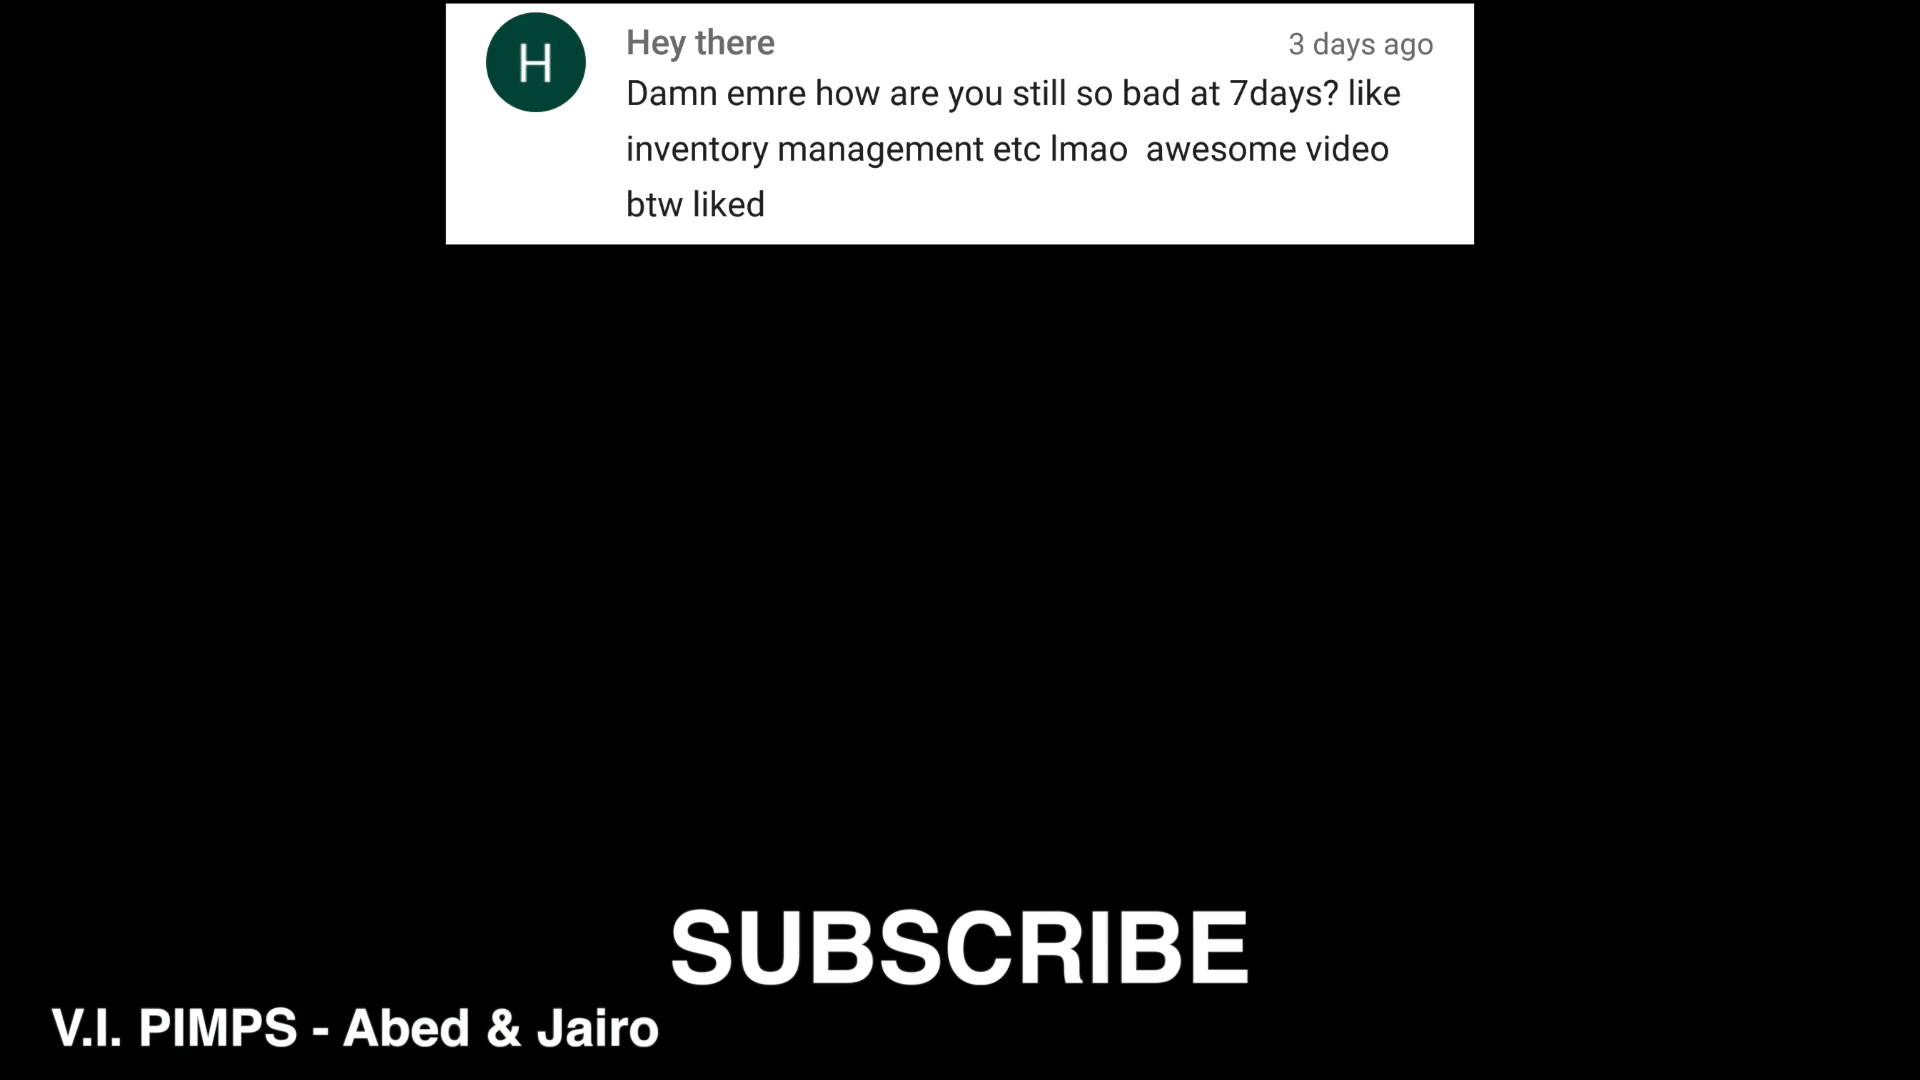 H
Hey there
3 days ago
Damn emre how are you still so bad at 7days? like
inventory management etc lmao  awesome video
btw liked
SUBSCRIBE
V.I. PIMPS - Abed & Jairo